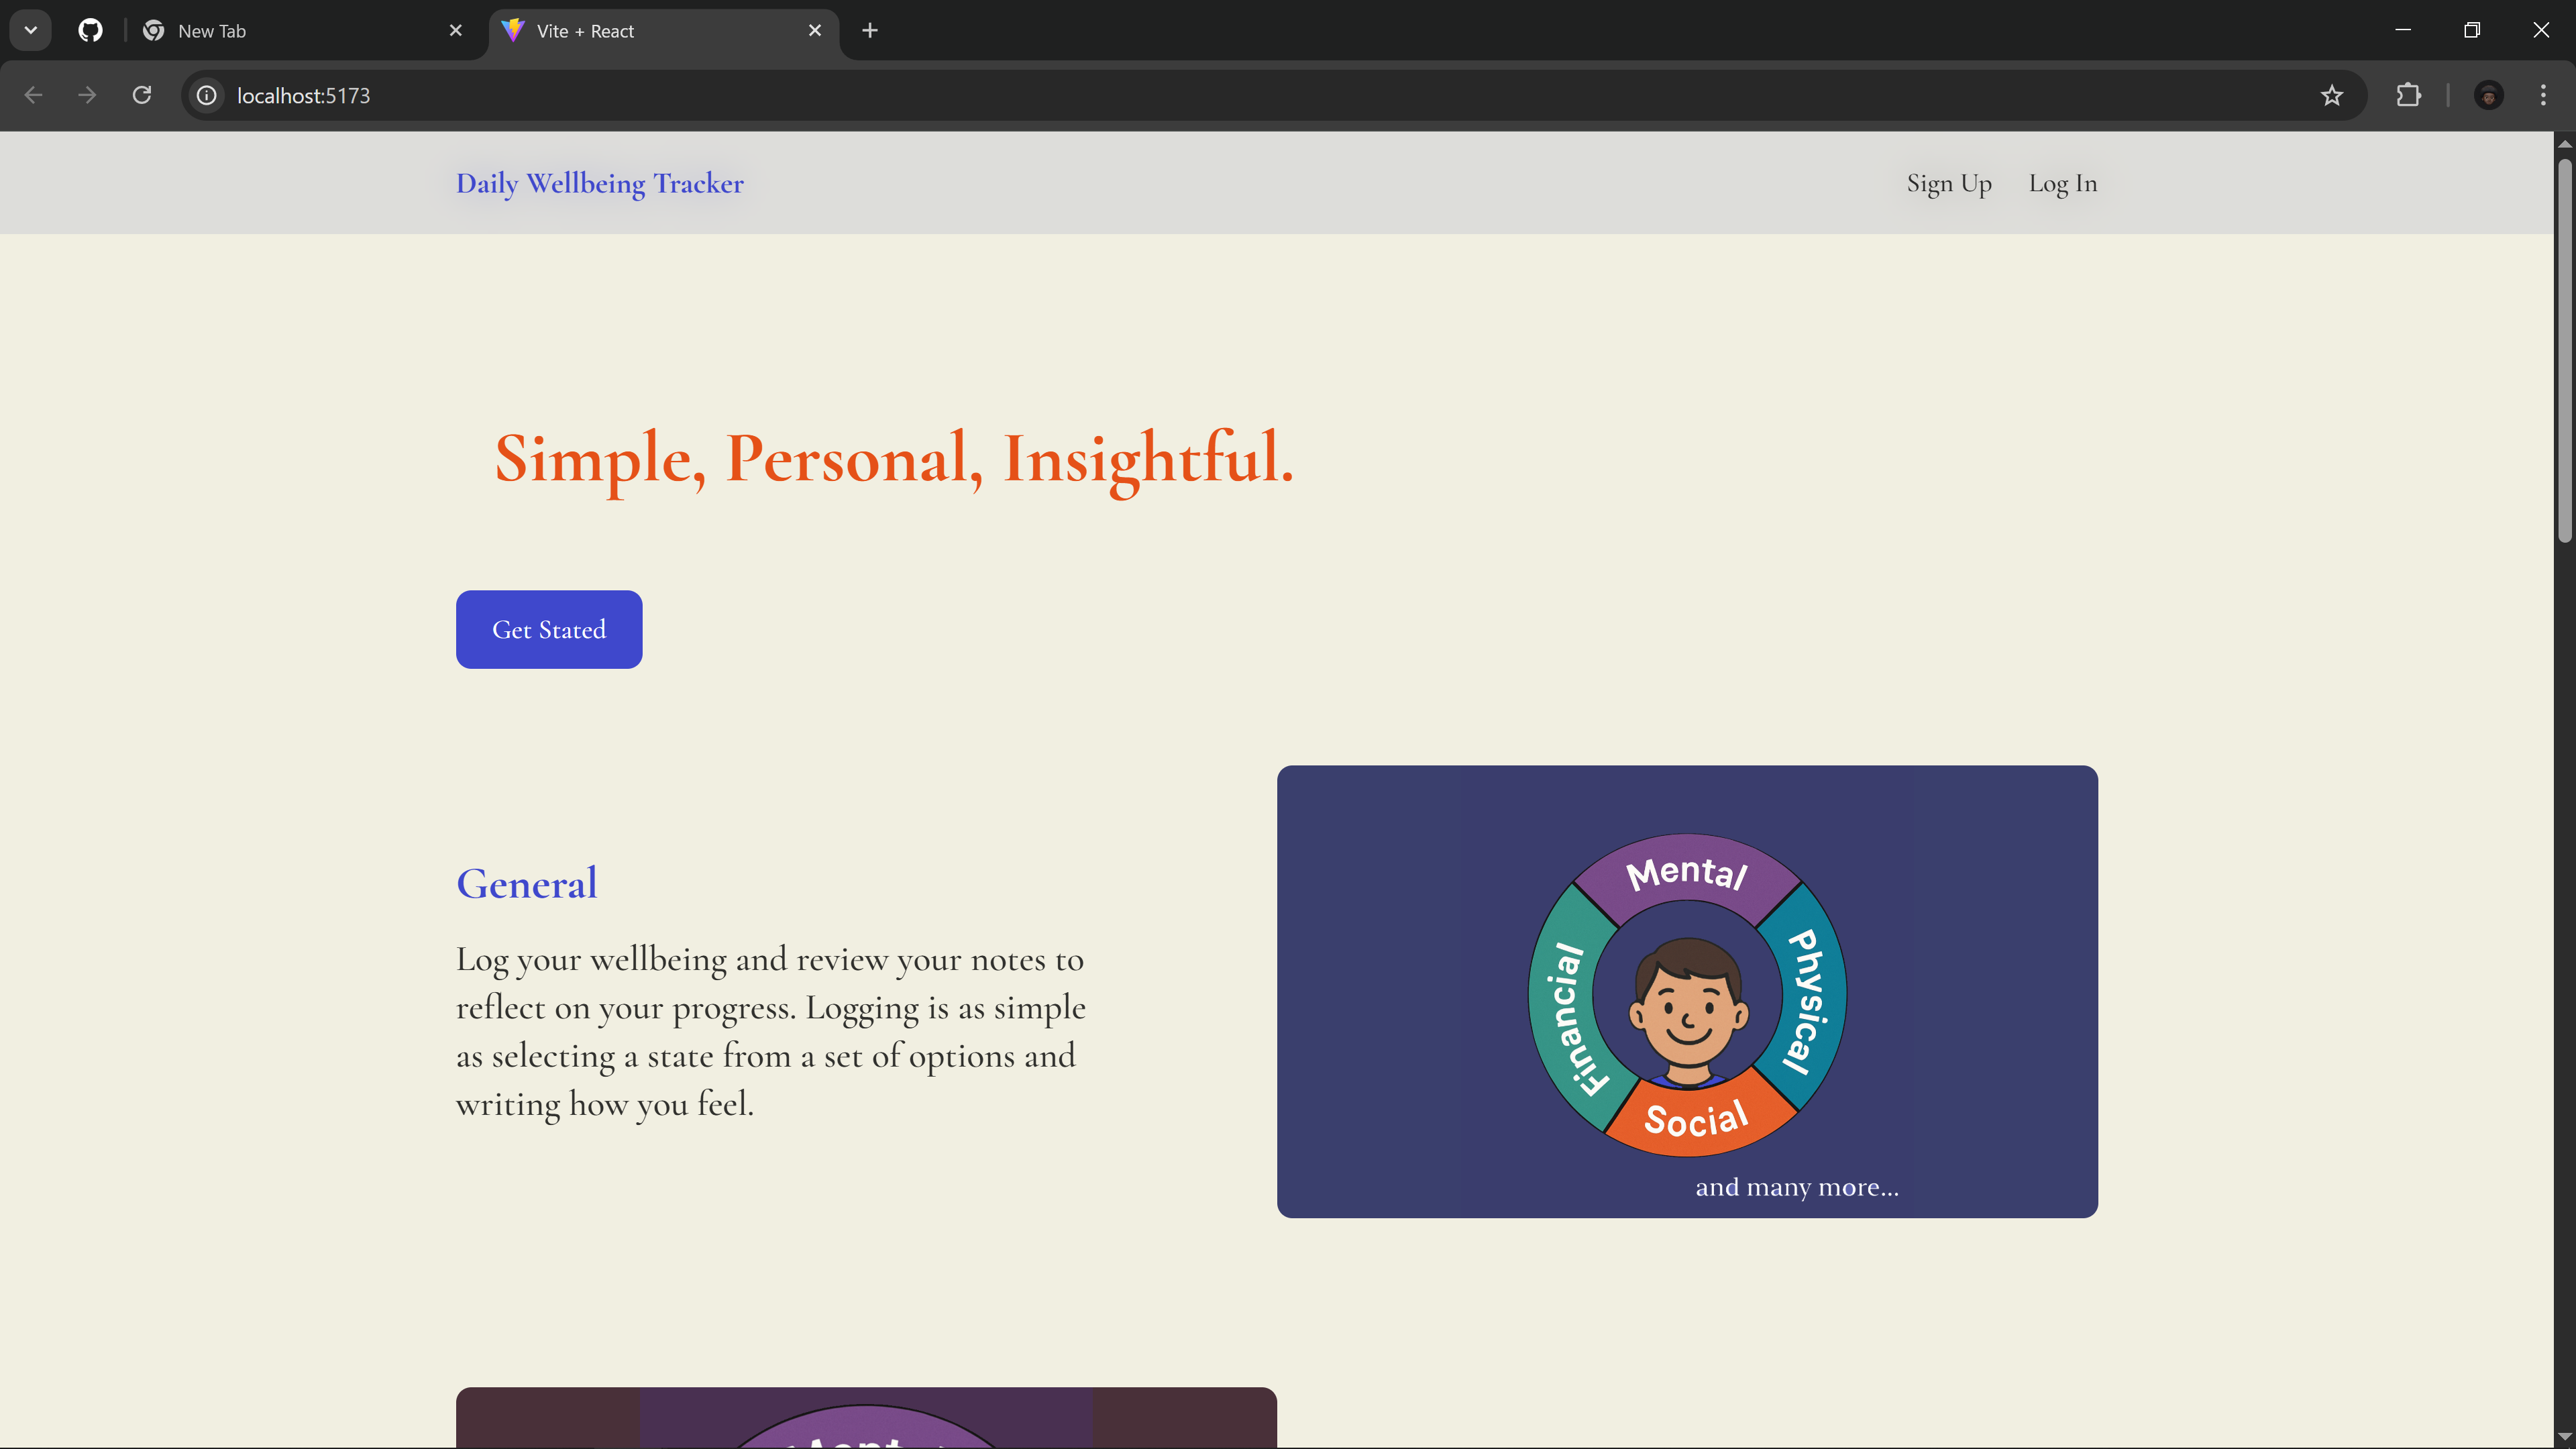 New Tab
Vite + React
localhost:5173
Daily Wellbeing Tracker
Sign Up
Log In
Simple, Personal, Insightful.
Get Stated
General
Log your wellbeing and review your notes to
reflect on your progress. Logging is as simple
as selecting a state from a set of options and
writing how you feel.
Mental
Physical
Financial
Social
and many more...